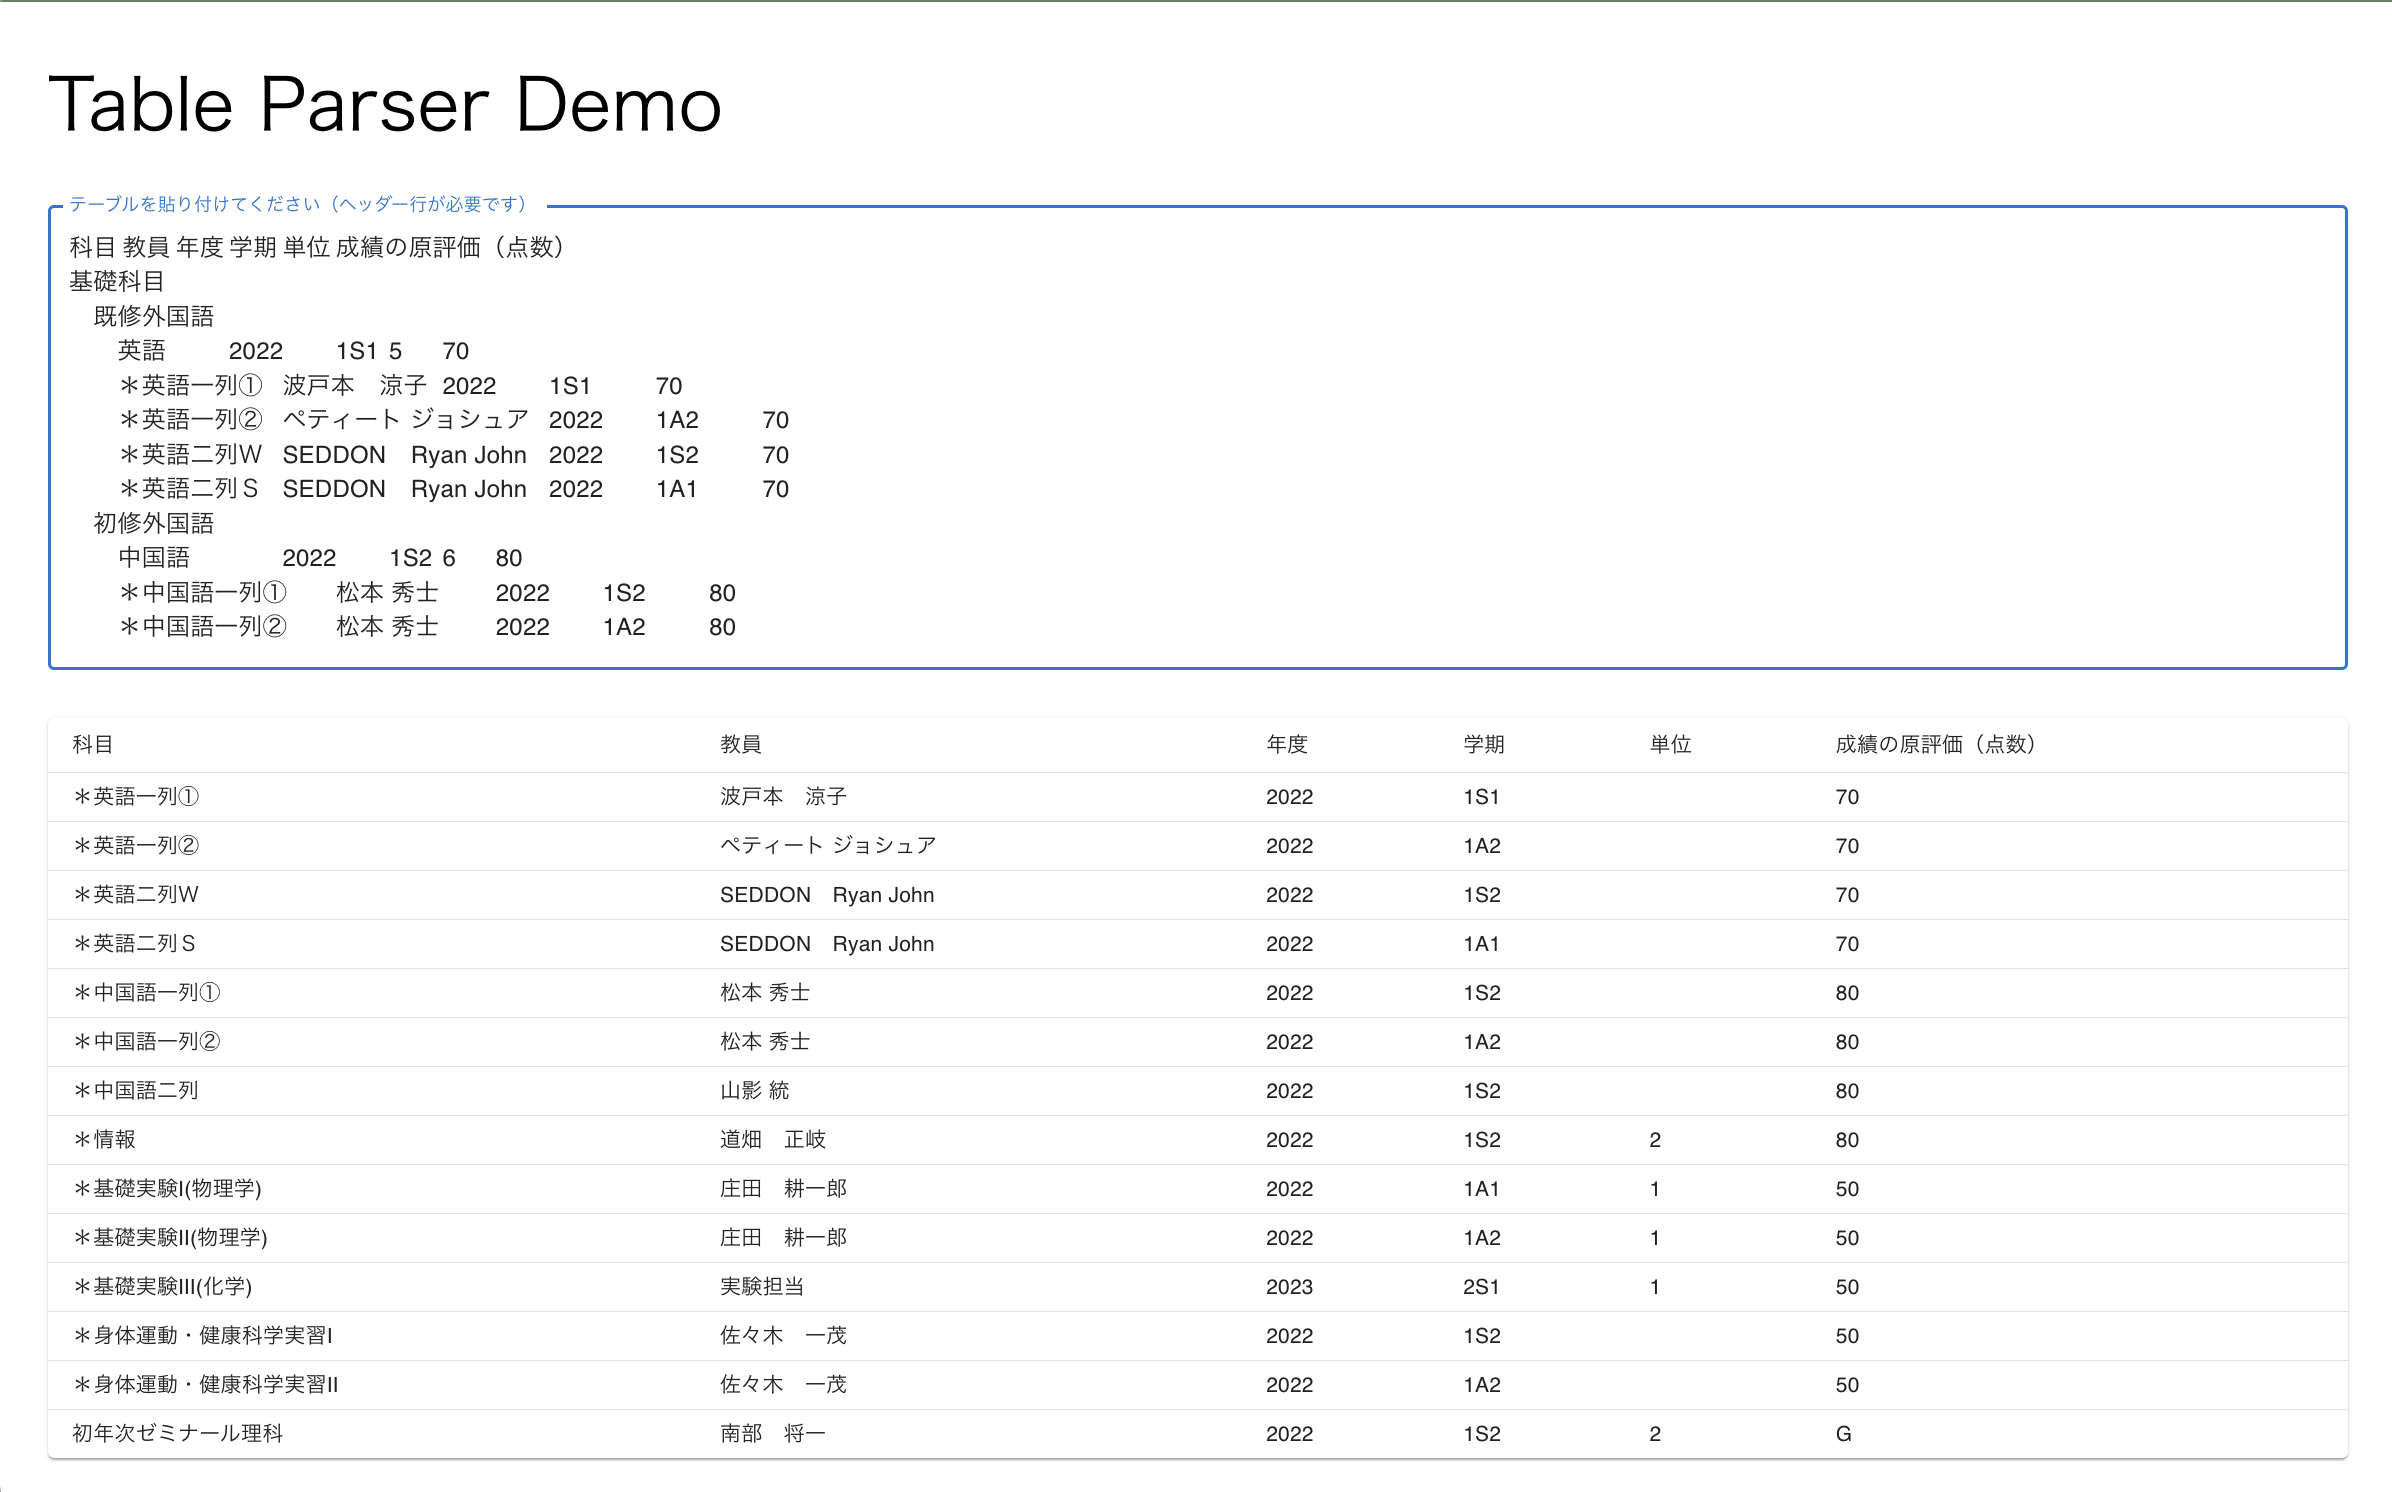 Table Parser Demo
テーブルを貼り付けてください（ヘッダー行が必要です）
科目 教員 年度 学期 単位 成績の原評価（点数）
基礎科目
　既修外国語
　　英語 2022 1S1 5 70
　　＊英語一列① 波戸本　涼子 2022 1S1 70
　　＊英語一列② ペティート ジョシュア 2022 1A2 70
　　＊英語二列Ｗ SEDDON　Ryan John 2022 1S2 70
　　＊英語二列Ｓ SEDDON　Ryan John 2022 1A1 70
　初修外国語
　　中国語 2022 1S2 6 80
　　＊中国語一列① 松本 秀士 2022 1S2 80
　　＊中国語一列② 松本 秀士 2022 1A2 80
科目 教員 年度 学期 単位 成績の原評価（点数）
＊英語一列① 波戸本　涼子 2022 1S1 70
＊英語一列② ペティート ジョシュア 2022 1A2 70
＊英語二列Ｗ SEDDON　Ryan John 2022 1S2 70
＊英語二列Ｓ SEDDON　Ryan John 2022 1A1 70
＊中国語一列① 松本 秀士 2022 1S2 80
＊中国語一列② 松本 秀士 2022 1A2 80
＊中国語二列 山影 統 2022 1S2 80
＊情報 道畑　正岐 2022 1S2 2 80
＊基礎実験I(物理学) 庄田　耕一郎 2022 1A1 1 50
＊基礎実験II(物理学) 庄田　耕一郎 2022 1A2 1 50
＊基礎実験III(化学) 実験担当 2023 2S1 1 50
＊身体運動・健康科学実習I 佐々木　一茂 2022 1S2 50
＊身体運動・健康科学実習II 佐々木　一茂 2022 1A2 50
初年次ゼミナール理科 南部　将一 2022 1S2 2 G